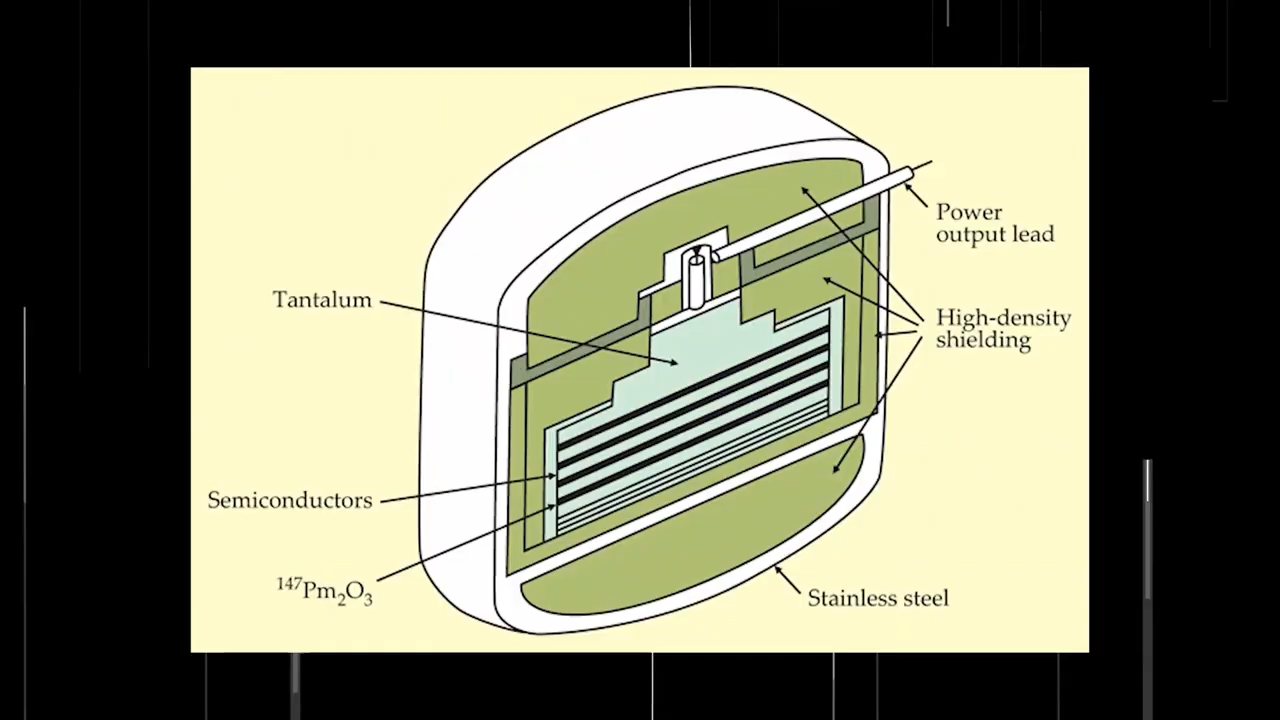 Power
output lead
Tantalum
High-density
shielding
Semiconductors
¹⁴⁷Pm₂O₃
Stainless steel